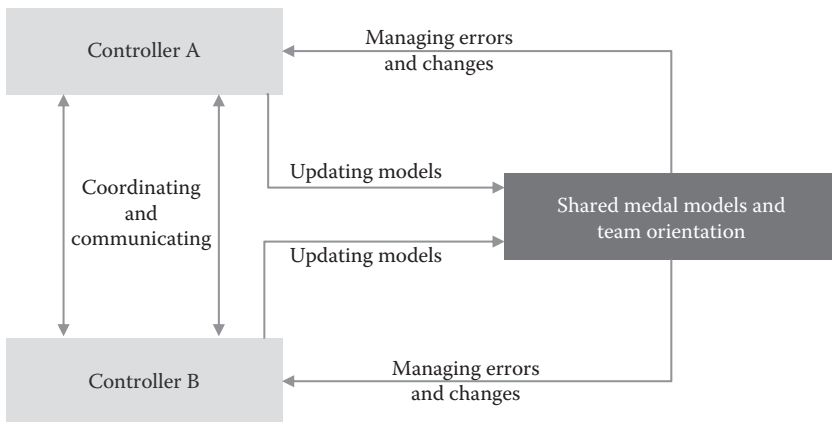 Controller A
Managing errors
and changes
Updating models
Coordinating
and
communicating
Shared medal models and
team orientation
Updating models
Controller B
Managing errors
and changes